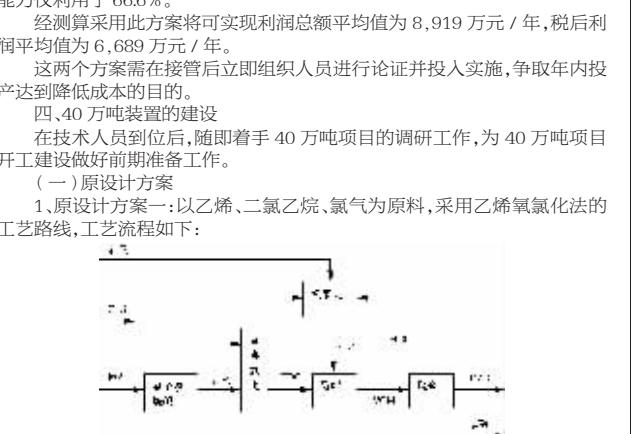 能力仅利用了 66.6%。
经测算采用此方案将可实现利润总额平均值为 8,919 万元 / 年,税后利
润平均值为 6,689 万元 / 年。
这两个方案需在接管后立即组织人员进行论证并投入实施,争取年内投
产达到降低成本的目的。
四、40 万吨装置的建设
在技术人员到位后,随即着手 40 万吨项目的调研工作,为 40 万吨项目
开工建设做好前期准备工作。
(一)原设计方案
1、原设计方案一:以乙烯、二氯乙烷、氯气为原料,采用乙烯氧氯化法的
工艺路线,工艺流程如下: